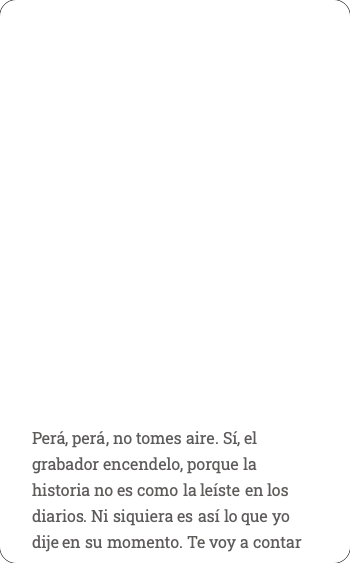 Perá, perá, no tomes aire. Sí, el
grabador encendelo, porque la
historia no es como la leíste en los
diarios. Ni siquiera es así lo que yo
dije en su momento. Te voy a contar